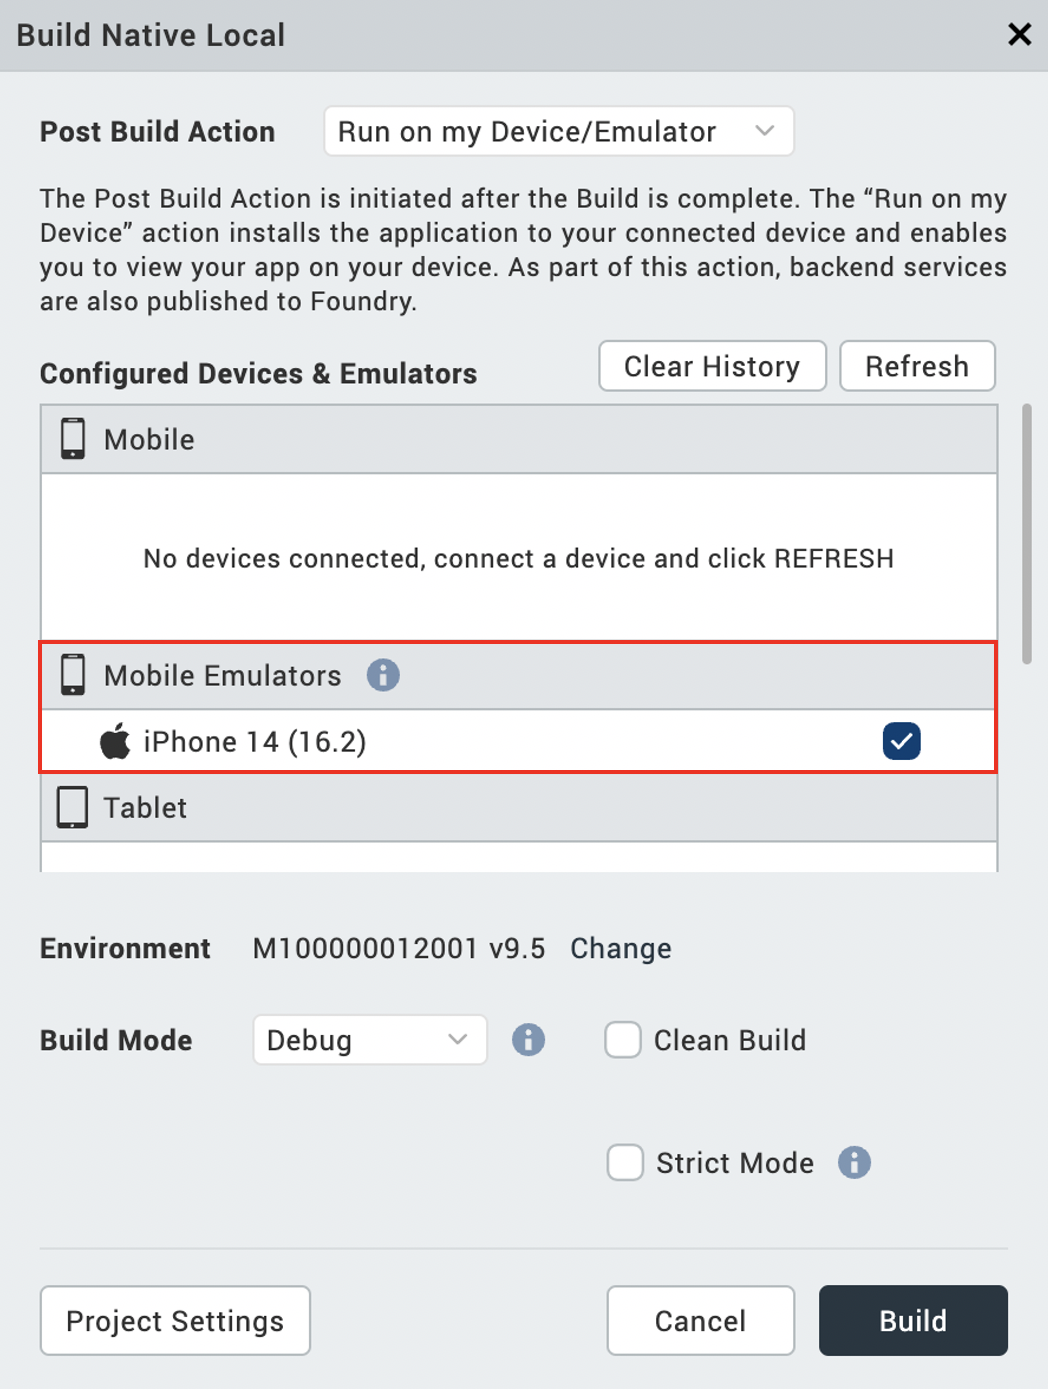 Build Native Local
Post Build Action Run on my Device/Emulator
The Post Build Action is initiated after the Build is complete. The “Run on my
Device” action installs the application to your connected device and enables
you to view your app on your device. As part of this action, backend services
are also published to Foundry.
Configured Devices & Emulators Clear History Refresh
Mobile
No devices connected, connect a device and click REFRESH
Mobile Emulators
iPhone 14 (16.2)
Tablet
Environment M100000012001 v9.5 Change
Build Mode Debug Clean Build
Strict Mode
Project Settings Cancel Build